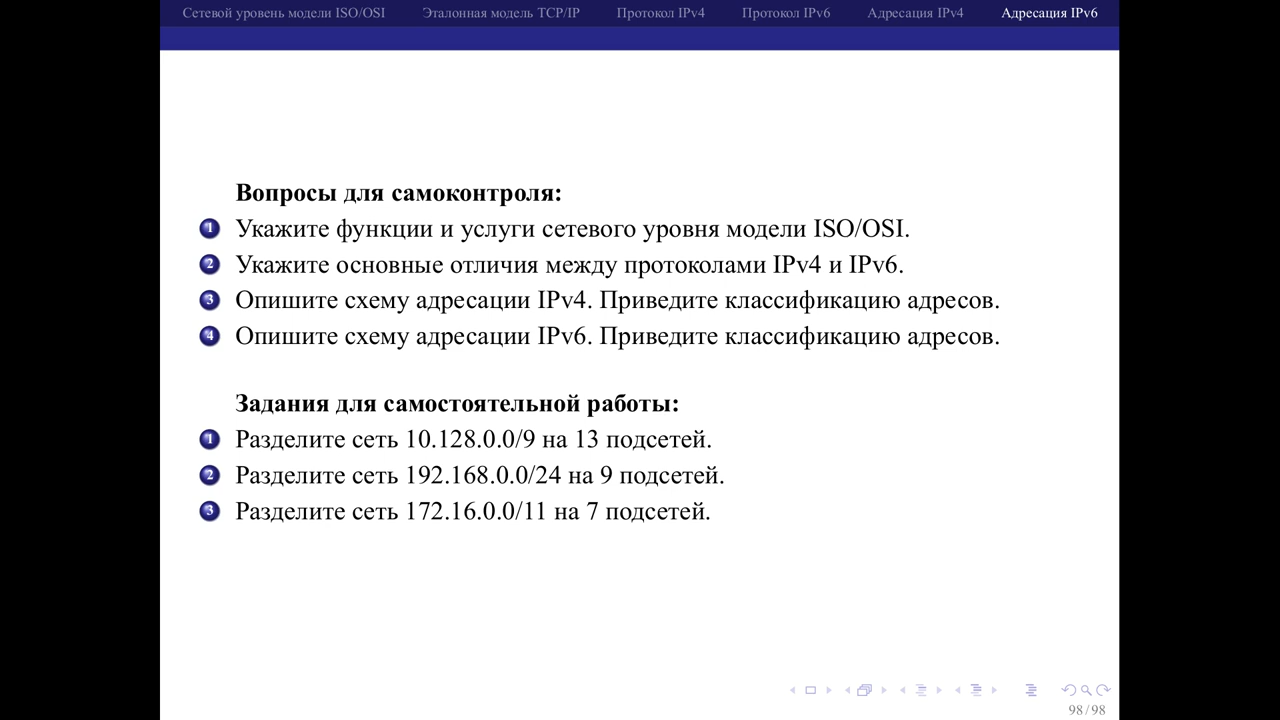 Сетевой уровень модели ISO/OSI Эталонная модель TCP/IP Протокол IPv4 Протокол IPv6 Адресация IPv4 Адресация IPv6
Вопросы для самоконтроля:
1 Укажите функции и услуги сетевого уровня модели ISO/OSI.
2 Укажите основные отличия между протоколами IPv4 и IPv6.
3 Опишите схему адресации IPv4. Приведите классификацию адресов.
4 Опишите схему адресации IPv6. Приведите классификацию адресов.
Задания для самостоятельной работы:
1 Разделите сеть 10.128.0.0/9 на 13 подсетей.
2 Разделите сеть 192.168.0.0/24 на 9 подсетей.
3 Разделите сеть 172.16.0.0/11 на 7 подсетей.
98 / 98